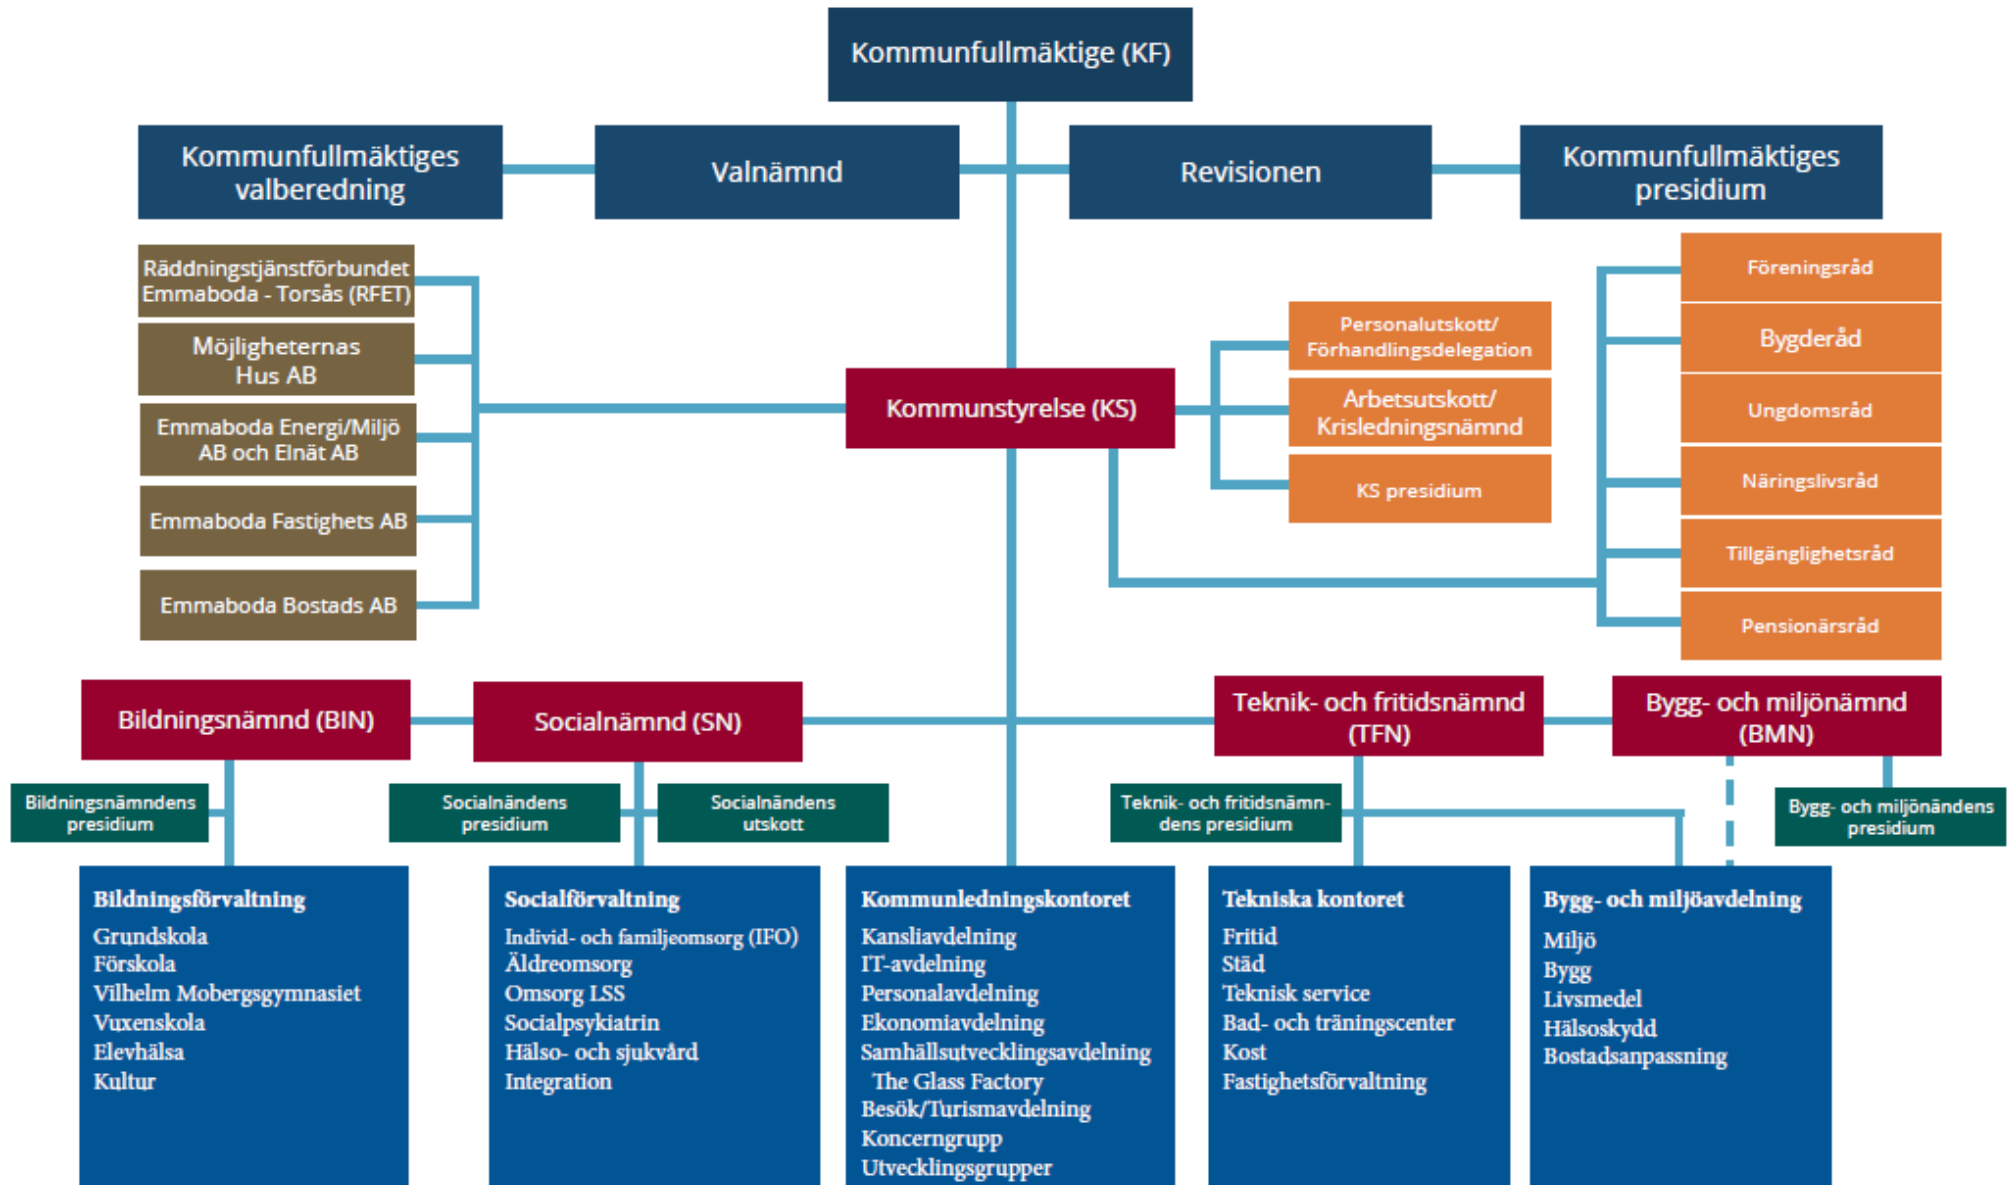 Kommunfullmäktige (KF)
Kommunfullmäktiges
valberedning
Valnämnd
Revisionen
Kommunfullmäktiges
presidium
Räddningstjänstförbundet
Emmaboda - Torsås (RFET)
Möjligheternas
Hus AB
Emmaboda Energi/Miljö
AB och Elnät AB
Emmaboda Fastighets AB
Emmaboda Bostads AB
Kommunstyrelse (KS)
Personalutskott/
Förhandlingsdelegation
Arbetsutskott/
Krisledningsnämnd
KS presidium
Föreningsråd
Bygderåd
Ungdomsråd
Näringslivsråd
Tillgänglighetsråd
Pensionärsråd
Bildningsnämnd (BIN)
Socialnämnd (SN)
Teknik- och fritidsnämnd
(TFN)
Bygg- och miljönämnd
(BMN)
Bildningsnämndens
presidium
Socialnändens
presidium
Socialnändens
utskott
Teknik- och fritidsnämn-
dens presidium
Bygg- och miljönändens
presidium
Bildningsförvaltning
Grundskola
Förskola
Vilhelm Mobergsgymnasiet
Vuxenskola
Elevhälsa
Kultur
Socialförvaltning
Individ- och familjeomsorg (IFO)
Äldreomsorg
Omsorg LSS
Socialpsykiatrin
Hälso- och sjukvård
Integration
Kommunledningskontoret
Kansliavdelning
IT-avdelning
Personalavdelning
Ekonomiavdelning
Samhällsutvecklingsavdelning
The Glass Factory
Besök/Turismavdelning
Koncerngrupp
Utvecklingsgrupper
Tekniska kontoret
Fritid
Städ
Teknisk service
Bad- och träningscenter
Kost
Fastighetsförvaltning
Bygg- och miljöavdelning
Miljö
Bygg
Livsmedel
Hälsoskydd
Bostadsanpassning